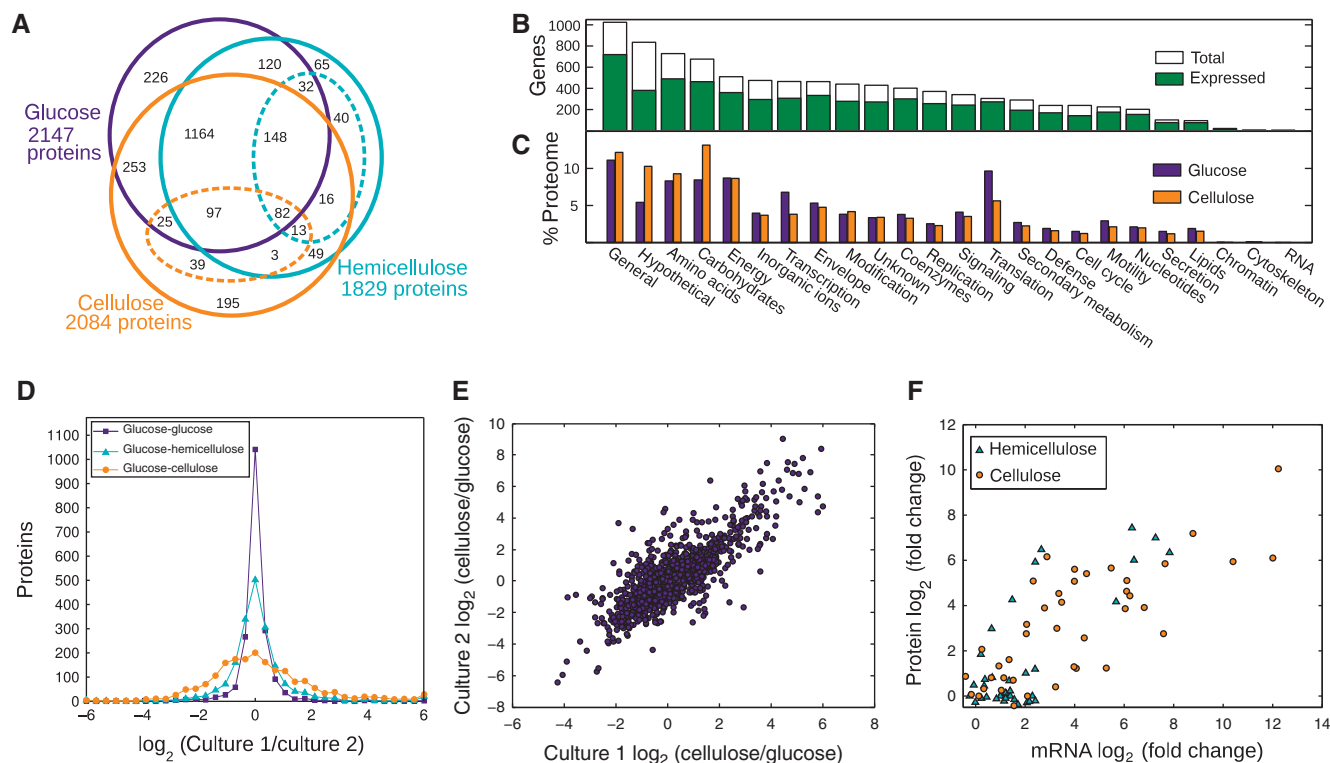 A
226
120
65
32
40
1164
148
253
97
82
16
25
13
39
3
49
195
Glucose
2147
proteins
Hemicellulose
1829 proteins
Cellulose
2084 proteins
B
Genes
1000
800
600
400
200
Total
Expressed
C
% Proteome
10
5
Glucose
Cellulose
General
Hypothetical
Amino acids
Carbohydrates
Energy
Inorganic ions
Transcription
Envelope
Modification
Unknown
Coenzymes
Replication
Signaling
Translation
Secondary metabolism
Defense
Cell cycle
Motility
Nucleotides
Secretion
Lipids
Chromatin
Cytoskeleton
RNA
D
Glucose-glucose
Glucose-hemicellulose
Glucose-cellulose
Proteins
1100
1000
900
800
700
600
500
400
300
200
100
0
−6 −4 −2 0 2 4 6
log2 (Culture 1/culture 2)
E
Culture 2 log2 (cellulose/glucose)
10
8
6
4
2
0
−2
−4
−6
−8
−6 −4 −2 0 2 4 6 8
Culture 1 log2 (cellulose/glucose)
F
Hemicellulose
Cellulose
Protein log2 (fold change)
12
10
8
6
4
2
0
0 2 4 6 8 10 12 14
mRNA log2 (fold change)